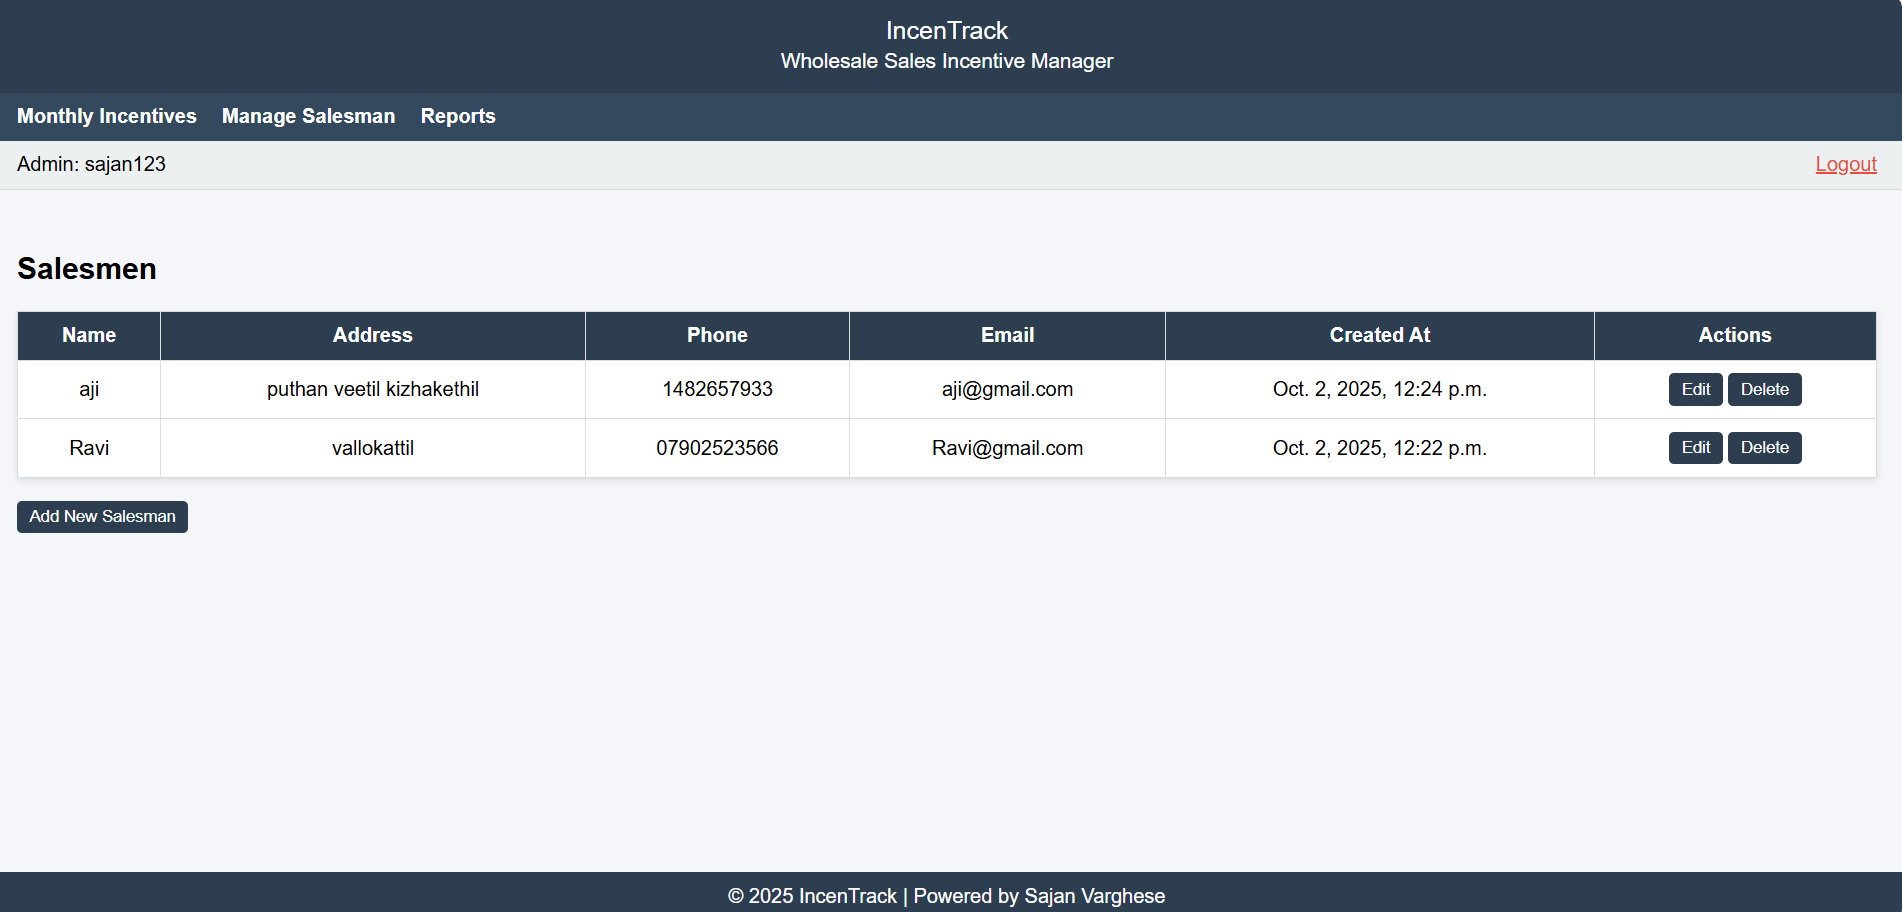 IncenTrack
Wholesale Sales Incentive Manager
Monthly Incentives Manage Salesman Reports
Admin: sajan123 Logout
Salesmen
Name Address Phone Email Created At Actions
aji puthan veetil kizhakethil 1482657933 aji@gmail.com Oct. 2, 2025, 12:24 p.m. Edit Delete
Ravi vallokattil 07902523566 Ravi@gmail.com Oct. 2, 2025, 12:22 p.m. Edit Delete
Add New Salesman
© 2025 IncenTrack | Powered by Sajan Varghese